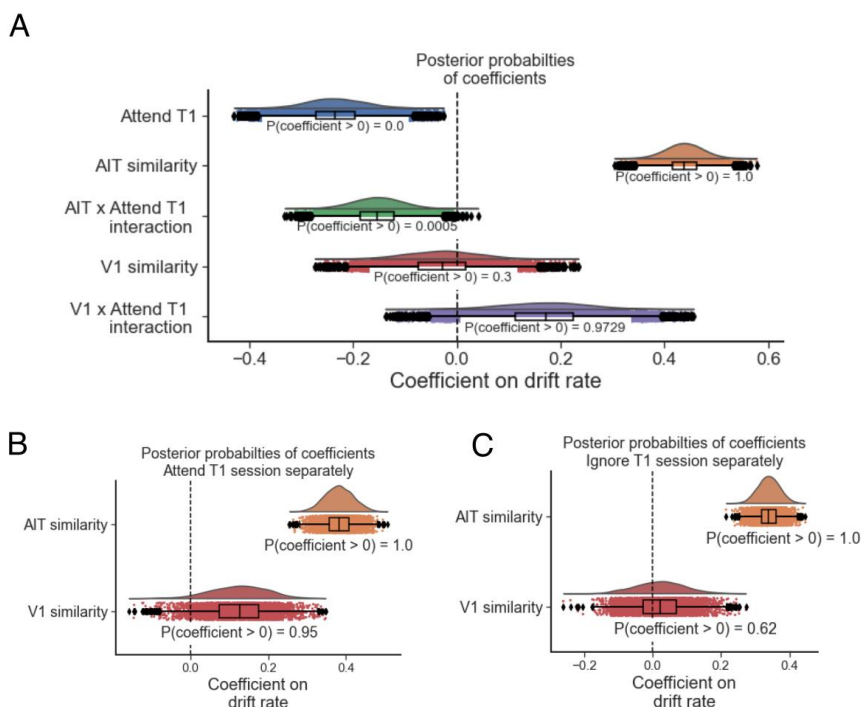 A
Posterior probabilties
of coefficients
Attend T1
P(coefficient > 0) = 0.0
AIT similarity
P(coefficient > 0) = 1.0
AIT x Attend T1
interaction
P(coefficient > 0) = 0.0005
V1 similarity
P(coefficient > 0) = 0.3
V1 x Attend T1
interaction
P(coefficient > 0) = 0.9729
−0.4 −0.2 0.0 0.2 0.4 0.6
Coefficient on drift rate
B
Posterior probabilties of coefficients
Attend T1 session separately
AIT similarity
P(coefficient > 0) = 1.0
V1 similarity
P(coefficient > 0) = 0.95
0.0 0.2 0.4
Coefficient on
drift rate
C
Posterior probabilties of coefficients
Ignore T1 session separately
AIT similarity
P(coefficient > 0) = 1.0
V1 similarity
P(coefficient > 0) = 0.62
−0.2 0.0 0.2 0.4
Coefficient on
drift rate